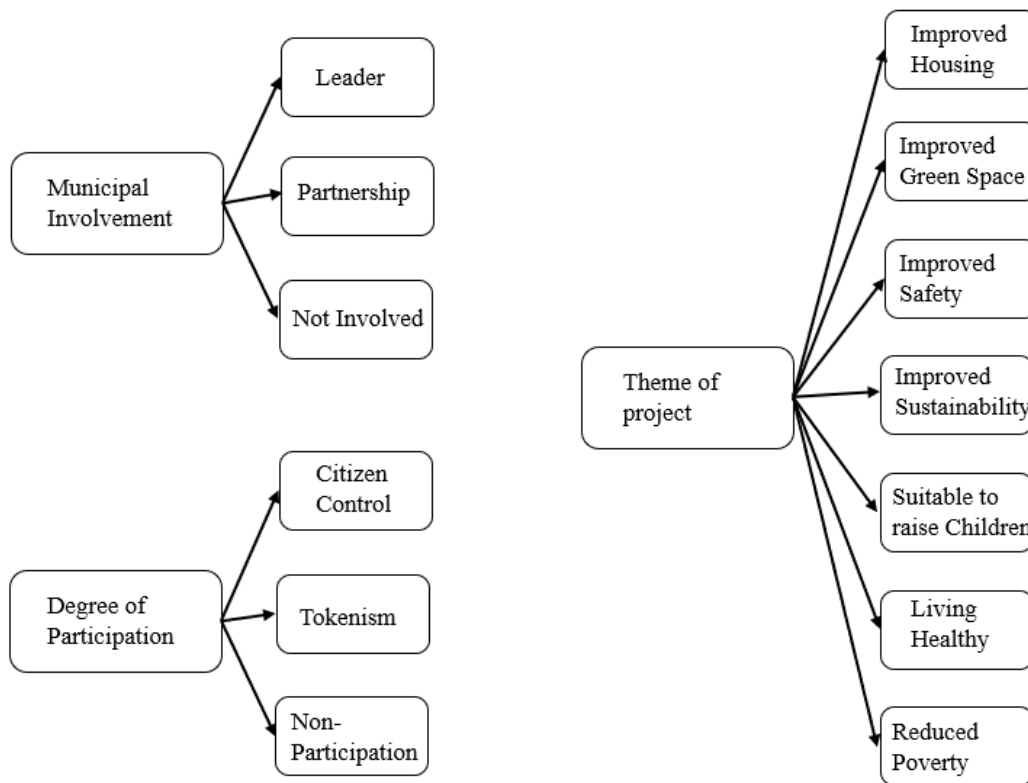 Municipal
Involvement
Leader
Partnership
Not Involved
Degree of
Participation
Citizen
Control
Tokenism
Non-
Participation
Theme of
project
Improved
Housing
Improved
Green Space
Improved
Safety
Improved
Sustainability
Suitable to
raise Children
Living
Healthy
Reduced
Poverty